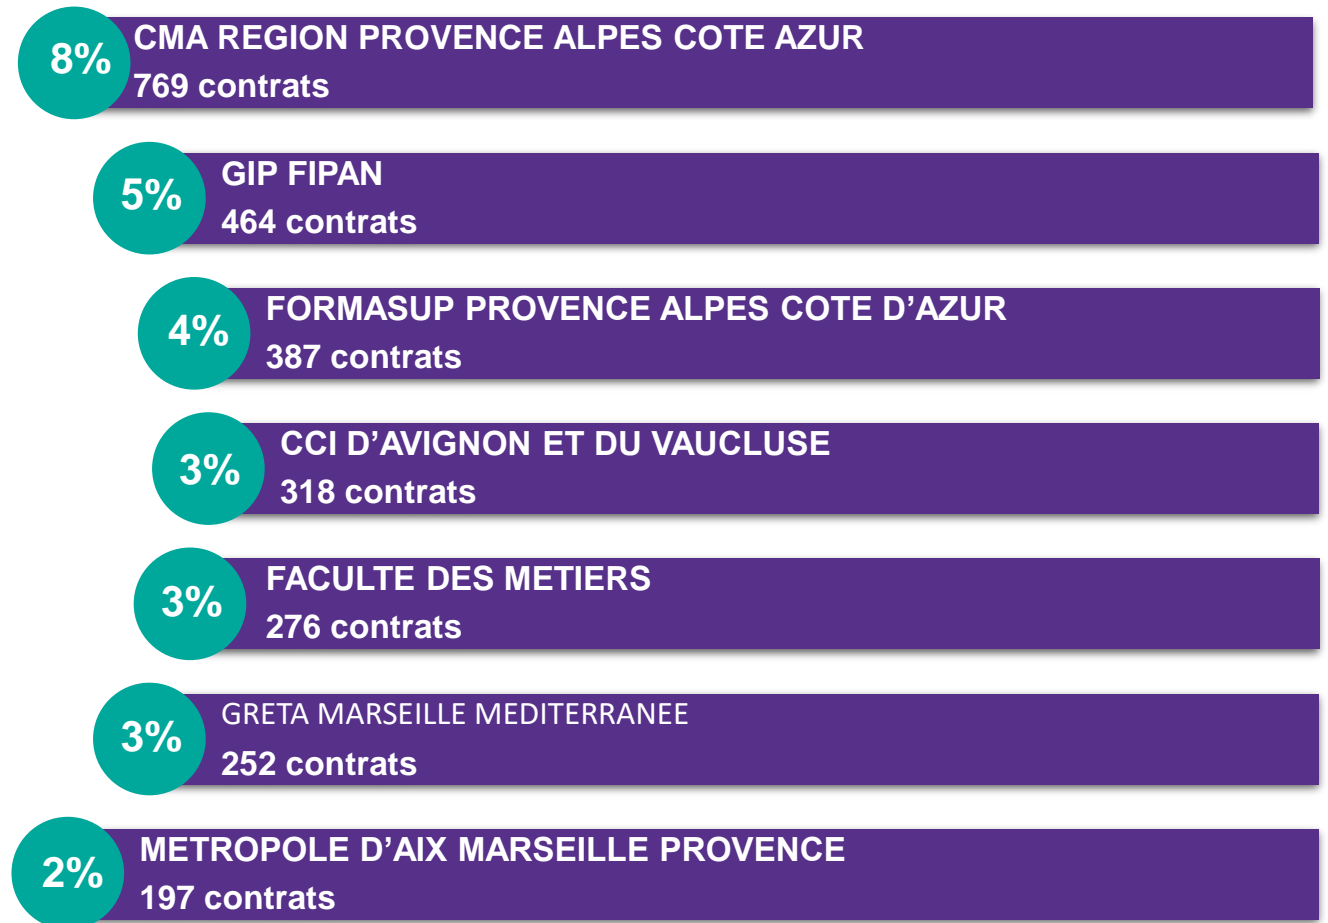 8%
CMA REGION PROVENCE ALPES COTE AZUR
769 contrats
5%
GIP FIPAN
464 contrats
4%
FORMASUP PROVENCE ALPES COTE D’AZUR
387 contrats
3%
CCI D’AVIGNON ET DU VAUCLUSE
318 contrats
3%
FACULTE DES METIERS
276 contrats
3%
GRETA MARSEILLE MEDITERRANEE
252 contrats
2%
METROPOLE D’AIX MARSEILLE PROVENCE
197 contrats